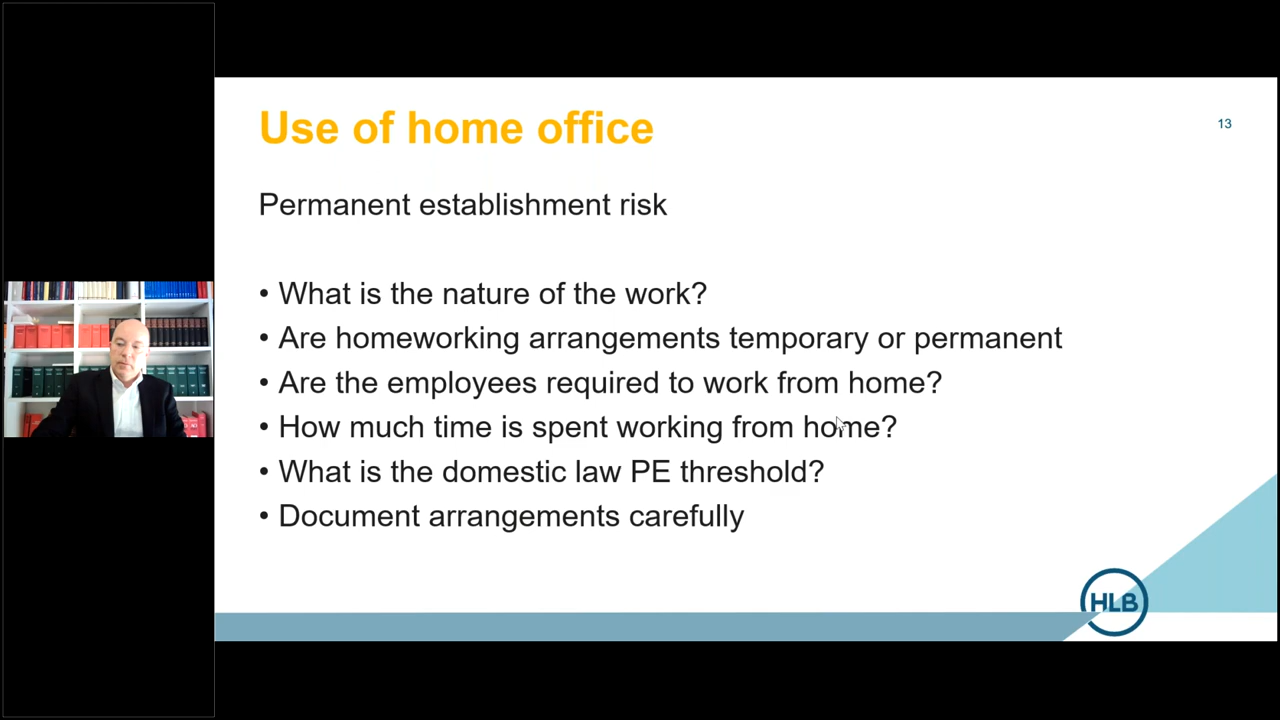 Use of home office
13
Permanent establishment risk
• What is the nature of the work?
• Are homeworking arrangements temporary or permanent
• Are the employees required to work from home?
• How much time is spent working from home?
• What is the domestic law PE threshold?
• Document arrangements carefully
HLB